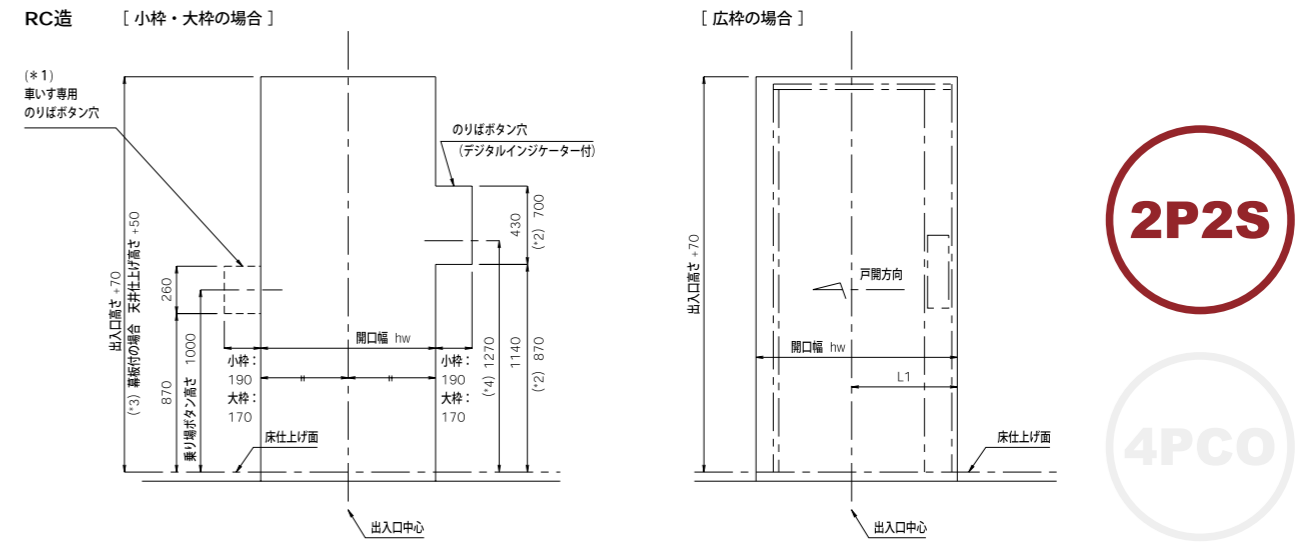 RC造 [ 小枠・大枠の場合 ]
(＊1)
車いす専用
のりばボタン穴
のりばボタン穴
(デジタルインジケーター付)
出入口高さ +70
(*3) 幕板付の場合 天井仕上げ高さ +50
260
870
乗り場ボタン高さ 1000
開口幅 hw
小枠：
190
大枠：
170
小枠：
190
大枠：
170
430
(*2) 700
(*4) 1270
1140
(*2) 870
床仕上げ面
出入口中心
[ 広枠の場合 ]
出入口高さ +70
戸開方向
開口幅 hw
L1
床仕上げ面
出入口中心
2P2S
4PCO